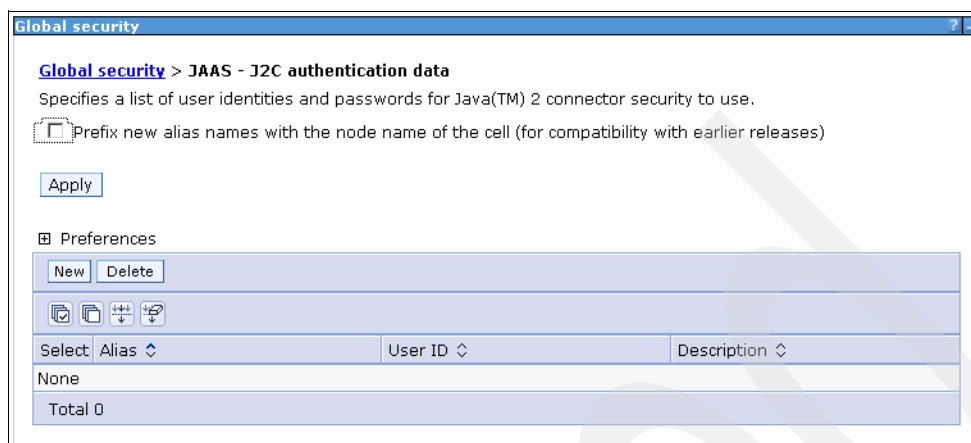 Global security ? -
Global security > JAAS - J2C authentication data
Specifies a list of user identities and passwords for Java(TM) 2 connector security to use.
Prefix new alias names with the node name of the cell (for compatibility with earlier releases)
Apply
Preferences
New Delete
Select Alias User ID Description
None
Total 0